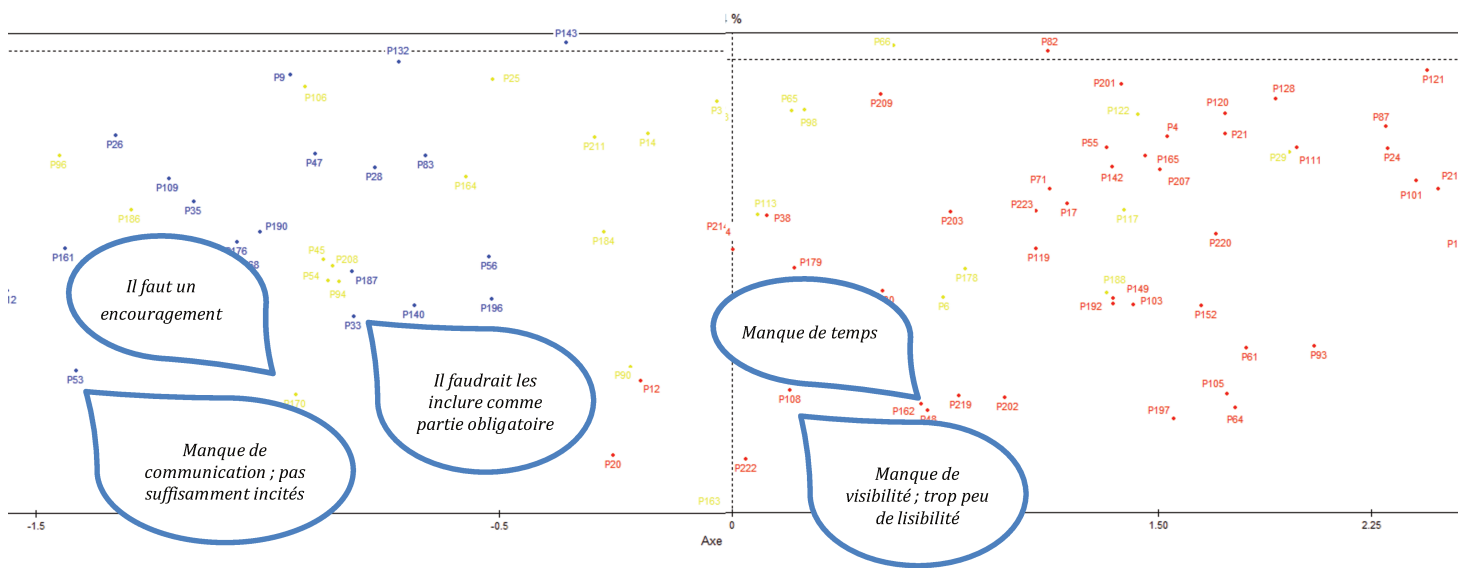 %
P143
P66
P82
P132
P9
P25
P121
P201
P106
P209
P128
P3
P65
P98
P122
P120
P87
P26
P211
P14
P4
P21
P96
P47
P83
P55
P165
P29
P111
P24
P28
P142
P207
P109
P164
P71
P101
P21
P35
P186
P113
P38
P203
P223
P17
P117
P190
P184
P214
P220
P176
P161
P179
P119
P1
P45
P208
P56
P54
P187
P94
P178
P188
P149
P196
P6
P192
P103
P152
P33
P140
Il faut un
encouragement
Manque de temps
P61
P93
P53
P90
P12
P108
P105
P170
Il faudrait les
inclure comme
partie obligatoire
P162
P48
P219
P202
P197
P64
Manque de
communication ; pas
suffisamment incités
P20
P222
Manque de
visibilité ; trop peu
de lisibilité
P163
-1.5
-0.5
0
1.50
2.25
Axe